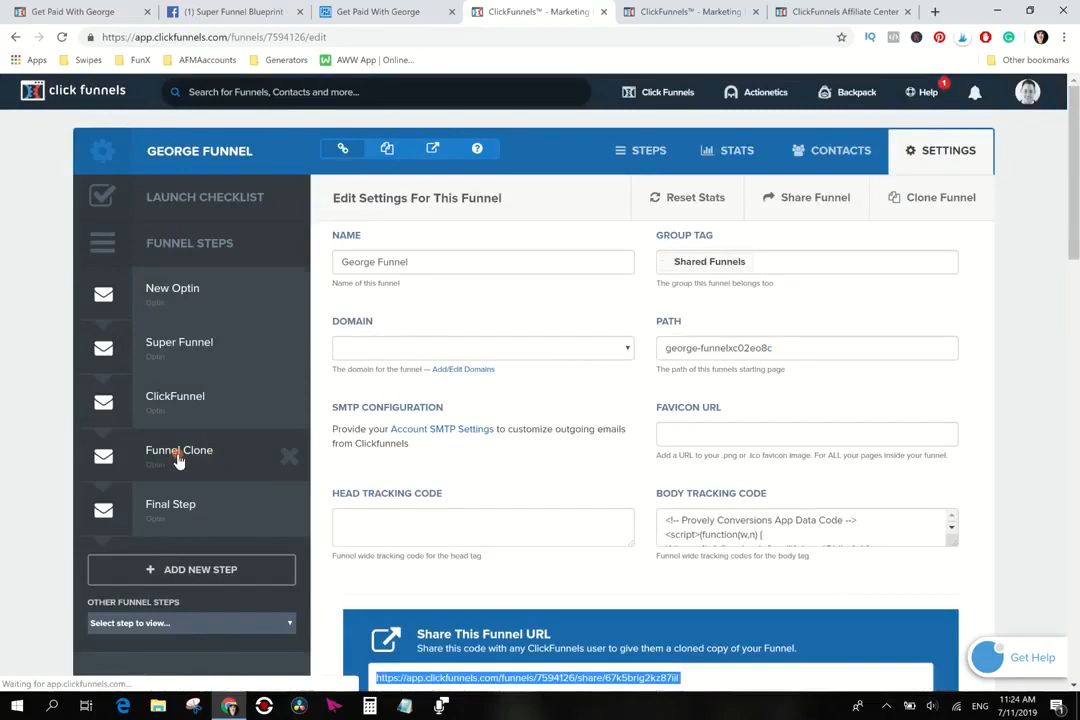 Get Paid With George
(1) Super Funnel Blueprint
Get Paid With George
ClickFunnels™ - Marketing
ClickFunnels™ - Marketing
ClickFunnels Affiliate Center
https://app.clickfunnels.com/funnels/7594126/edit
IQ
Apps
Swipes
FunX
AFMAaccounts
Generators
AWW App | Online...
Other bookmarks
click funnels
Search for Funnels, Contacts and more...
Click Funnels
Actionetics
Backpack
Help
1
GEORGE FUNNEL
STEPS
STATS
CONTACTS
SETTINGS
LAUNCH CHECKLIST
Edit Settings For This Funnel
Reset Stats
Share Funnel
Clone Funnel
FUNNEL STEPS
NAME
George Funnel
Name of this funnel
GROUP TAG
Shared Funnels
The group this funnel belongs too
New Optin
Optin
Super Funnel
Optin
ClickFunnel
Optin
Funnel Clone
Optin
Final Step
Optin
DOMAIN
The domain for the funnel — Add/Edit Domains
PATH
george-funnelxc02eo8c
The path of this funnels starting page
SMTP CONFIGURATION
Provide your Account SMTP Settings to customize outgoing emails
from Clickfunnels
FAVICON URL
Add a URL to your .png or .ico favicon image. For ALL your pages inside your funnel.
HEAD TRACKING CODE
Funnel wide tracking code for the head tag
BODY TRACKING CODE
<!-- Provely Conversions App Data Code -->
<script>(function(w,n) {
Funnel wide tracking codes for the body tag
+ ADD NEW STEP
OTHER FUNNEL STEPS
Select step to view...
Share This Funnel URL
Share this code with any ClickFunnels user to give them a cloned copy of your Funnel.
https://app.clickfunnels.com/funnels/7594126/share/67k5brig2kz87iil
Get Help
Waiting for app.clickfunnels.com...
ENG
11:24 AM
7/11/2019